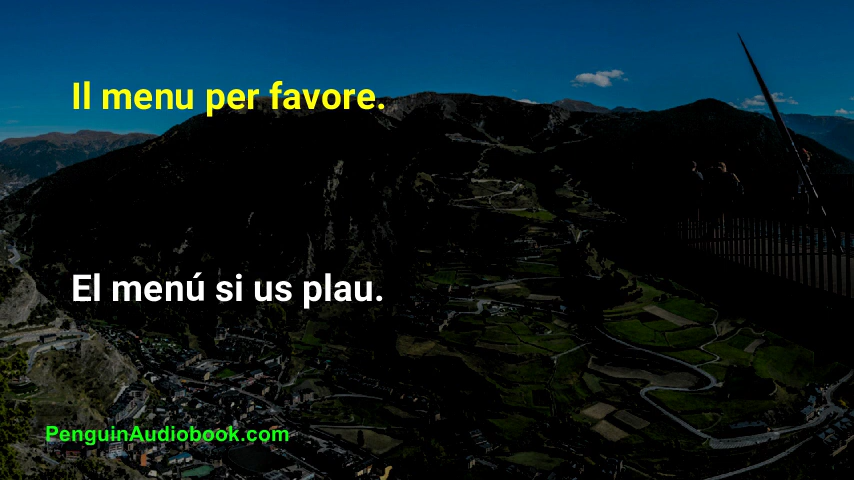 Il menu per favore.
El menú si us plau.
PenguinAudiobook.com